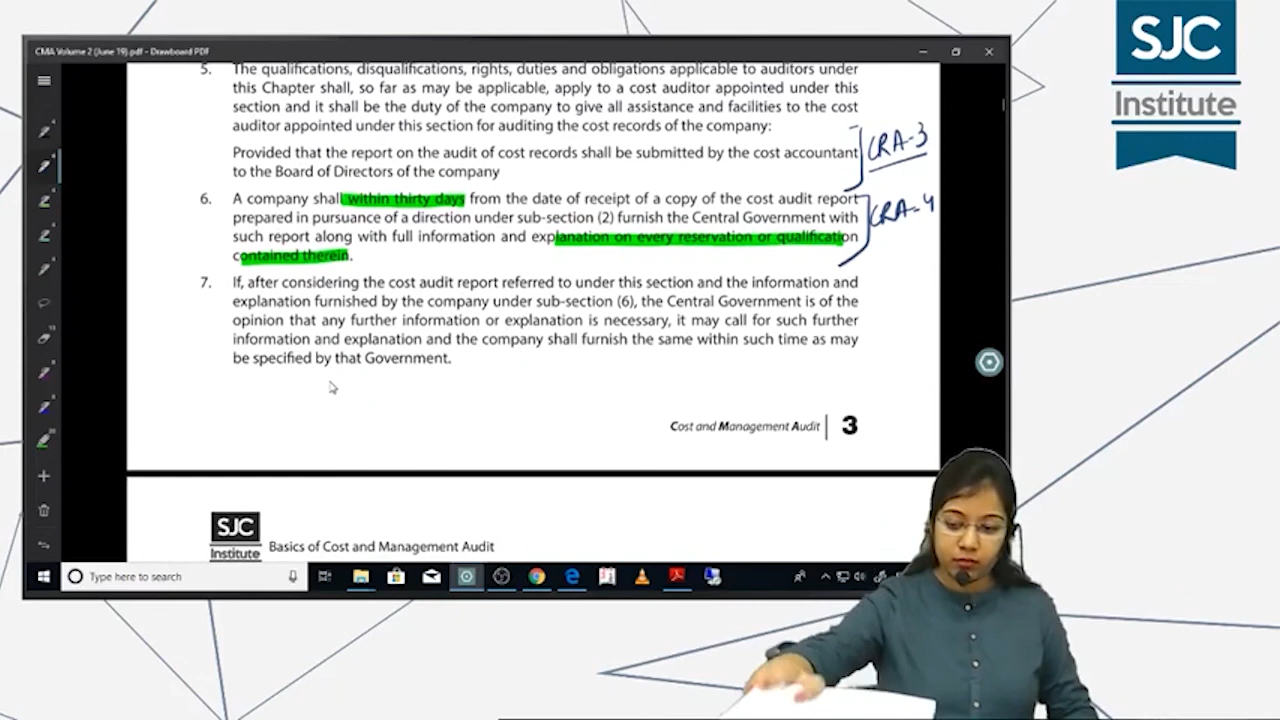 SJC
Institute
CMA Volume 2 (June 19).pdf - Drawboard PDF
5. The qualifications, disqualifications, rights, duties and obligations applicable to auditors under
this Chapter shall, so far as may be applicable, apply to a cost auditor appointed under this
section and it shall be the duty of the company to give all assistance and facilities to the cost
auditor appointed under this section for auditing the cost records of the company:
Provided that the report on the audit of cost records shall be submitted by the cost accountant
to the Board of Directors of the company
CRA-3
6. A company shall within thirty days from the date of receipt of a copy of the cost audit report
prepared in pursuance of a direction under sub-section (2) furnish the Central Government with
such report along with full information and explanation on every reservation or qualification
contained therein.
CRA-4
7. If, after considering the cost audit report referred to under this section and the information and
explanation furnished by the company under sub-section (6), the Central Government is of the
opinion that any further information or explanation is necessary, it may call for such further
information and explanation and the company shall furnish the same within such time as may
be specified by that Government.
Cost and Management Audit | 3
SJC
Institute
Basics of Cost and Management Audit
Type here to search